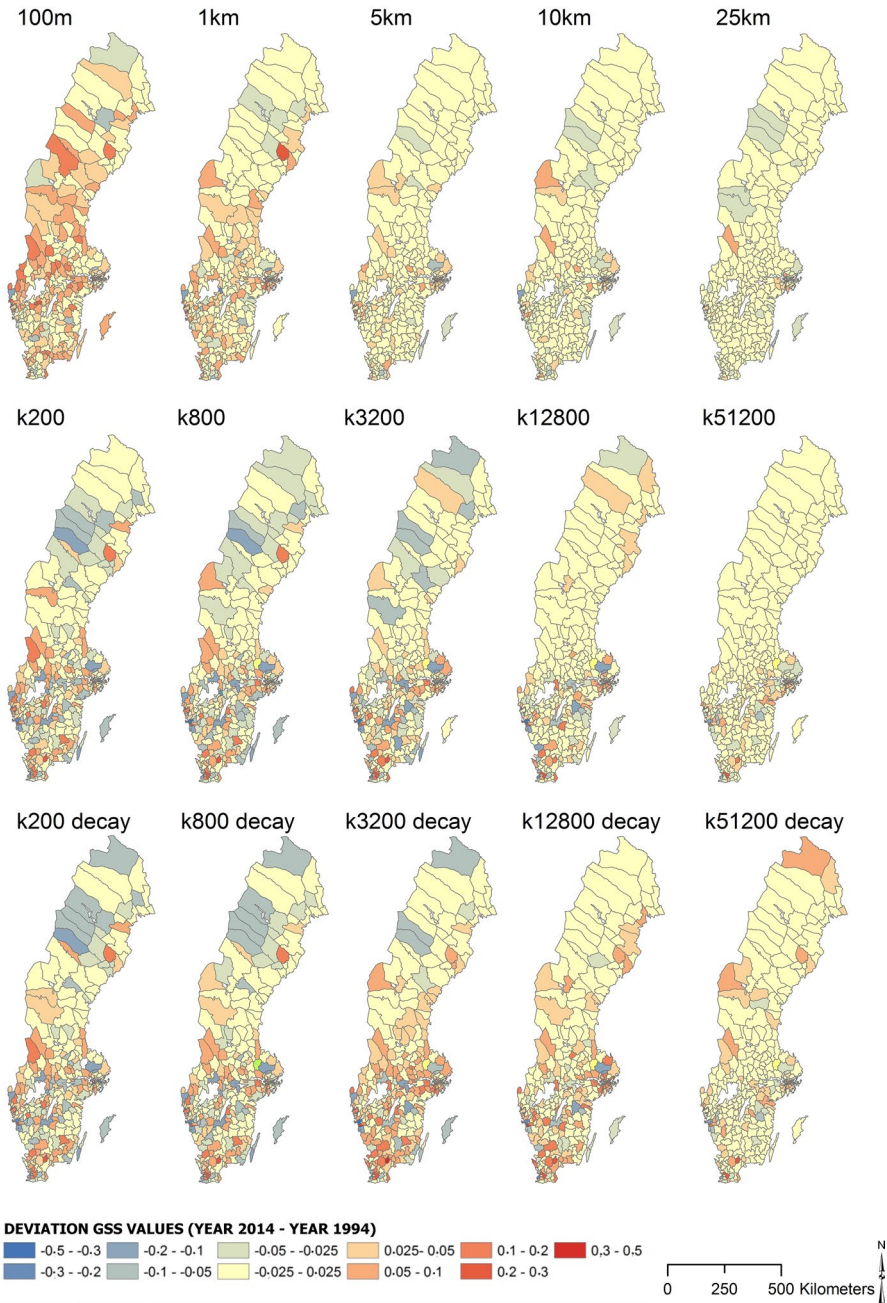 100m 1km 5km 10km 25km
k200 k800 k3200 k12800 k51200
k200 decay k800 decay k3200 decay k12800 decay k51200 decay
DEVIATION GSS VALUES (YEAR 2014 - YEAR 1994)
-0.5 - -0.3 -0.2 - -0.1 -0.05 - -0.025 0.025- 0.05 0.1 - 0.2 0.3 - 0.5
-0.3 - -0.2 -0.1 - -0.05 -0.025 - 0.025 0.05 - 0.1 0.2 - 0.3
N
0 250 500 Kilometers